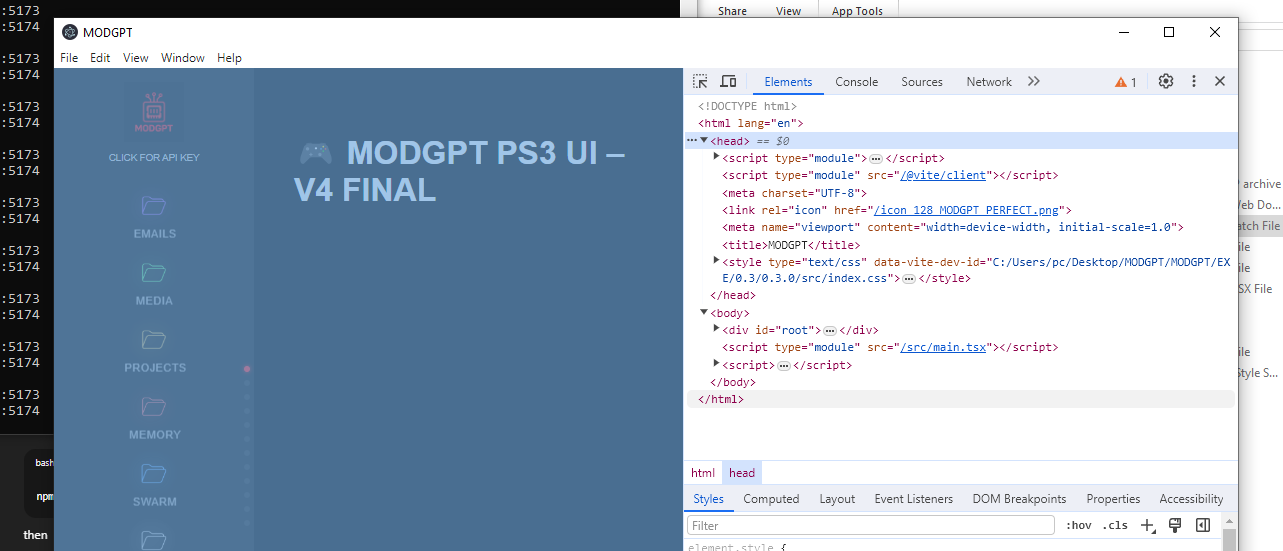 :5173
:5174
:5173
:5174
:5173
:5174
:5173
:5174
:5173
:5174
:5173
:5174
:5173
:5174
:5173
:5174
:5173
:5174
bash
npm
then
Share View App Tools
MODGPT
File Edit View Window Help
MODGPT
CLICK FOR API KEY
EMAILS
MEDIA
PROJECTS
MEMORY
SWARM
🎮 MODGPT PS3 UI –
V4 FINAL
Elements Console Sources Network 1
<!DOCTYPE html>
<html lang="en">
<head> == $0
<script type="module"> </script>
<script type="module" src="/@vite/client"></script>
<meta charset="UTF-8">
<link rel="icon" href="/icon_128_MODGPT_PERFECT.png">
<meta name="viewport" content="width=device-width, initial-scale=1.0">
<title>MODGPT</title>
<style type="text/css" data-vite-dev-id="C:/Users/pc/Desktop/MODGPT/MODGPT/EX
E/0.3/0.3.0/src/index.css"> </style>
</head>
<body>
<div id="root"> </div>
<script type="module" src="/src/main.tsx"></script>
<script> </script>
</body>
</html>
html head
Styles Computed Layout Event Listeners DOM Breakpoints Properties Accessibility
Filter :hov .cls
element.style {
archive
Web Do...
atch File
ile
ile
SX File
ile
Style S...